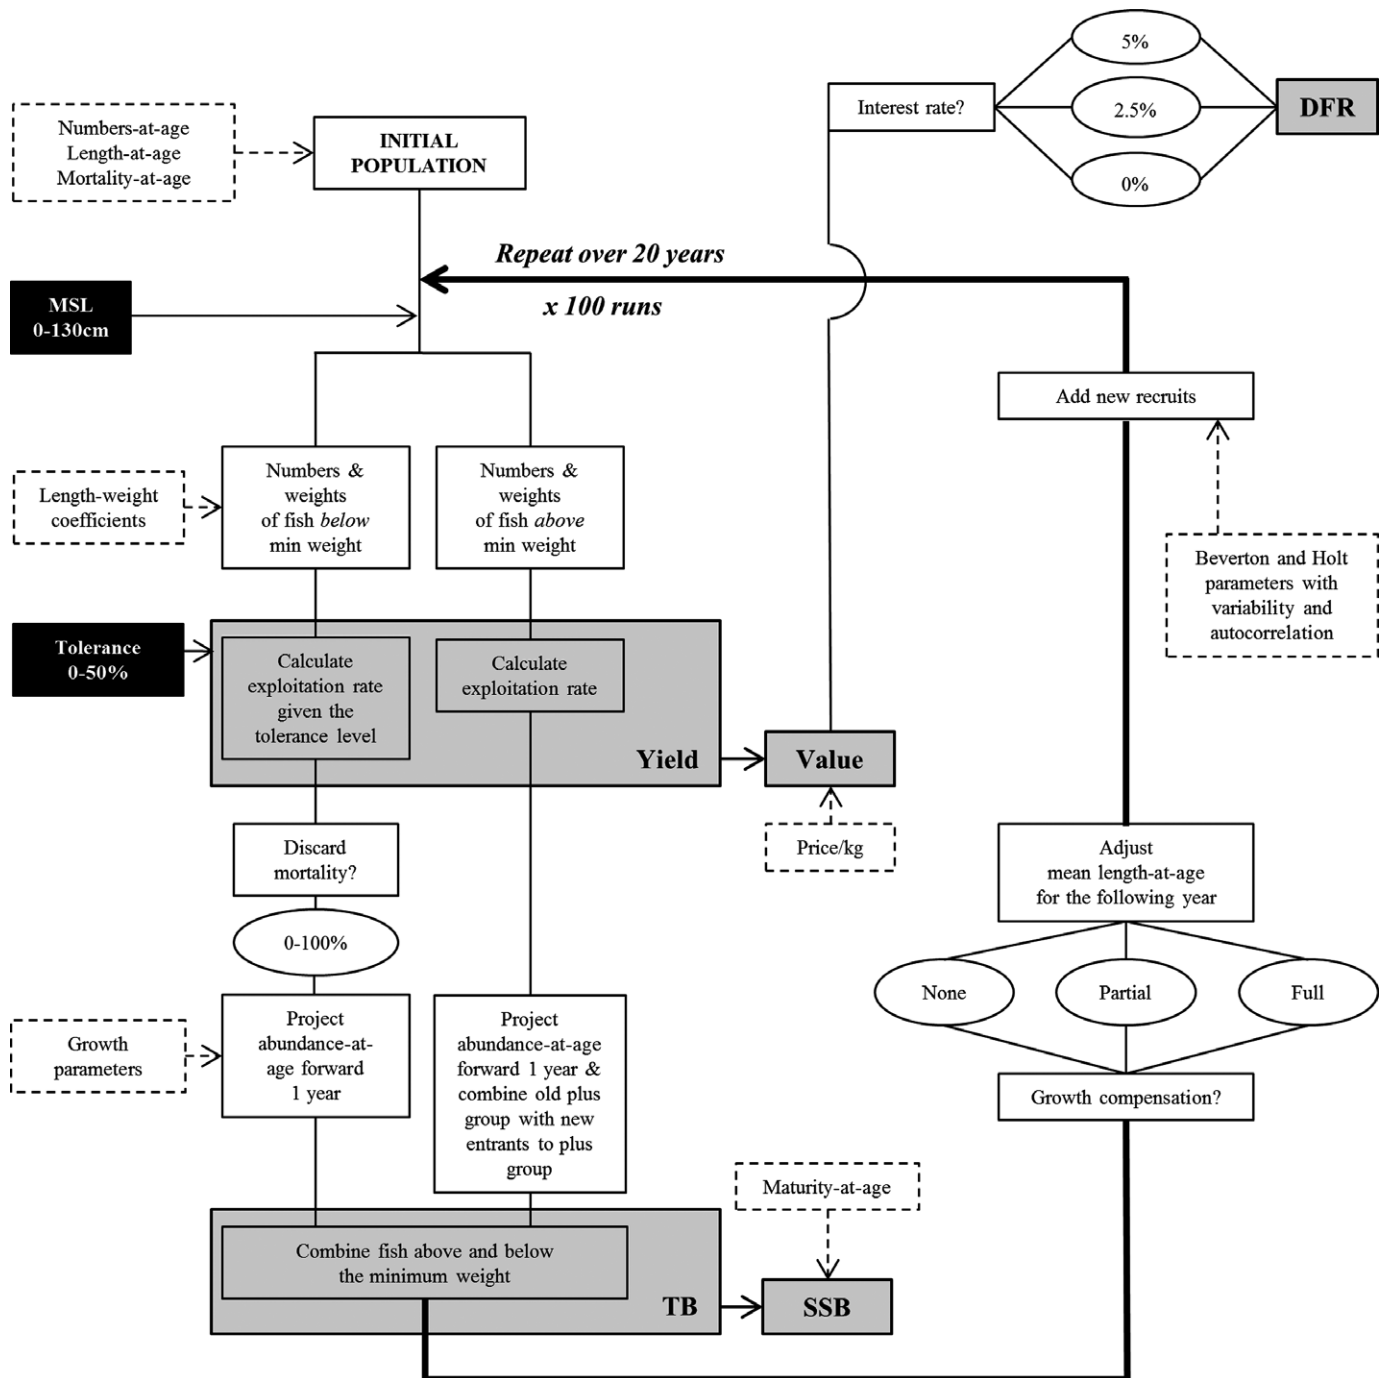 5%
Interest rate?
2.5%
DFR
0%
Numbers-at-age
Length-at-age
Mortality-at-age
INITIAL
POPULATION
Repeat over 20 years
x 100 runs
MSL
0-130cm
Add new recruits
Length-weight
coefficients
Numbers &
weights
of fish below
min weight
Numbers &
weights
of fish above
min weight
Beverton and Holt
parameters with
variability and
autocorrelation
Tolerance
0-50%
Calculate
exploitation rate
given the
tolerance level
Calculate
exploitation rate
Yield
Value
Price/kg
Discard
mortality?
0-100%
Adjust
mean length-at-age
for the following year
None
Partial
Full
Growth compensation?
Growth
parameters
Project
abundance-at-
age forward
1 year
Project
abundance-at-age
forward 1 year &
combine old plus
group with new
entrants to plus
group
Maturity-at-age
Combine fish above and below
the minimum weight
TB
SSB